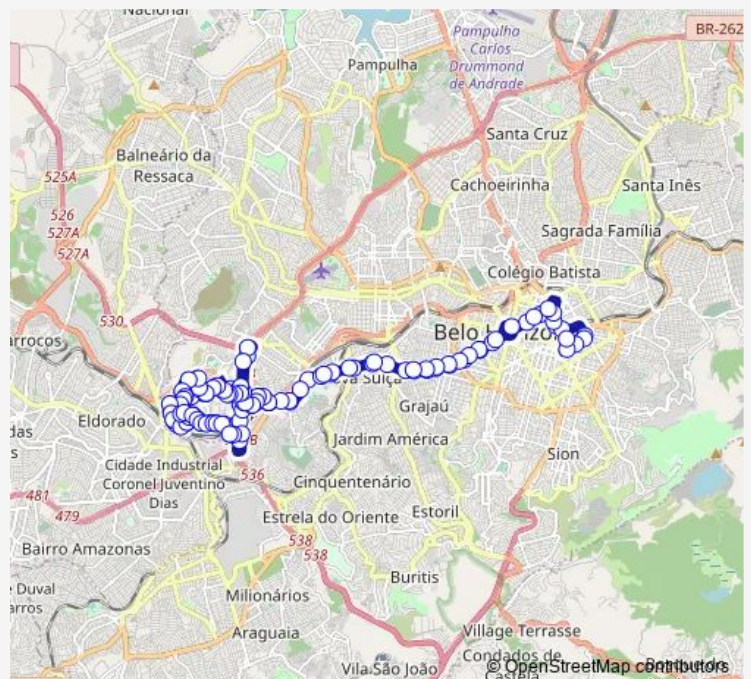 Nacional
BR-262
Pampulha
- Carlos
Drummond
de Andrade
Pampulha
Santa Cruz
Balneário da
Ressaca
525A
Cachoeirinha
Santa Inês
526
527A
527A
Sagrada Família
Colégio Batista
530
Belo
arrocos
Suíça
Grajaú
Eldorado
Jardim América
das
s
Sion
Cidade Industrial
Coronel Juventino
Dias
536
Cinquentenário
481
479
Estrela do Oriente
Estoril
538
538
Bairro Amazonas
Buritis
Duval
arros
Milionários
Araguaia
Village Terrasse
Condados de
Castela
Vila São João
© OpenStreetMap contributors